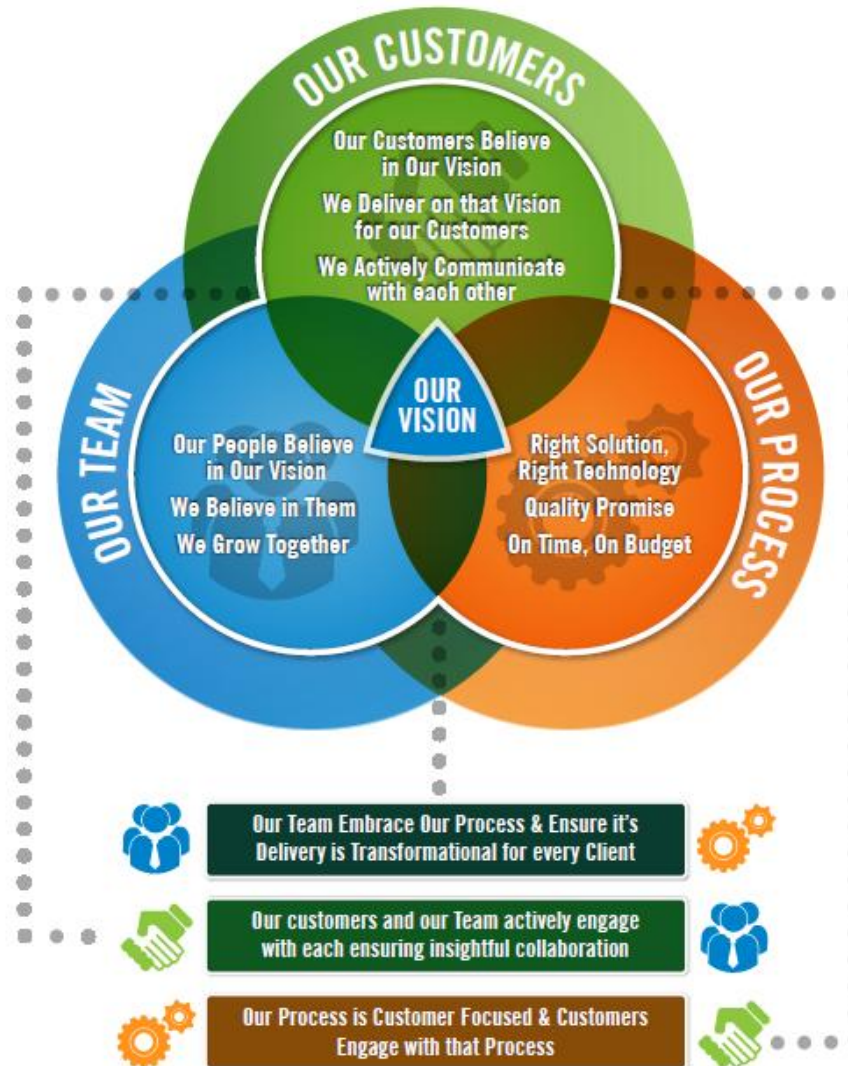 OUR CUSTOMERS
Our Customers Believe
in Our Vision
We Deliver on that Vision
for our Customers
We Actively Communicate
with each other
OUR TEAM
Our People Believe
in Our Vision
We Believe in Them
We Grow Together
OUR
VISION
Right Solution,
Right Technology
Quality Promise
On Time, On Budget
OUR PROCESS
Our Team Embrace Our Process & Ensure it's
Delivery is Transformational for every Client
Our customers and our Team actively engage
with each ensuring insightful collaboration
Our Process is Customer Focused & Customers
Engage with that Process